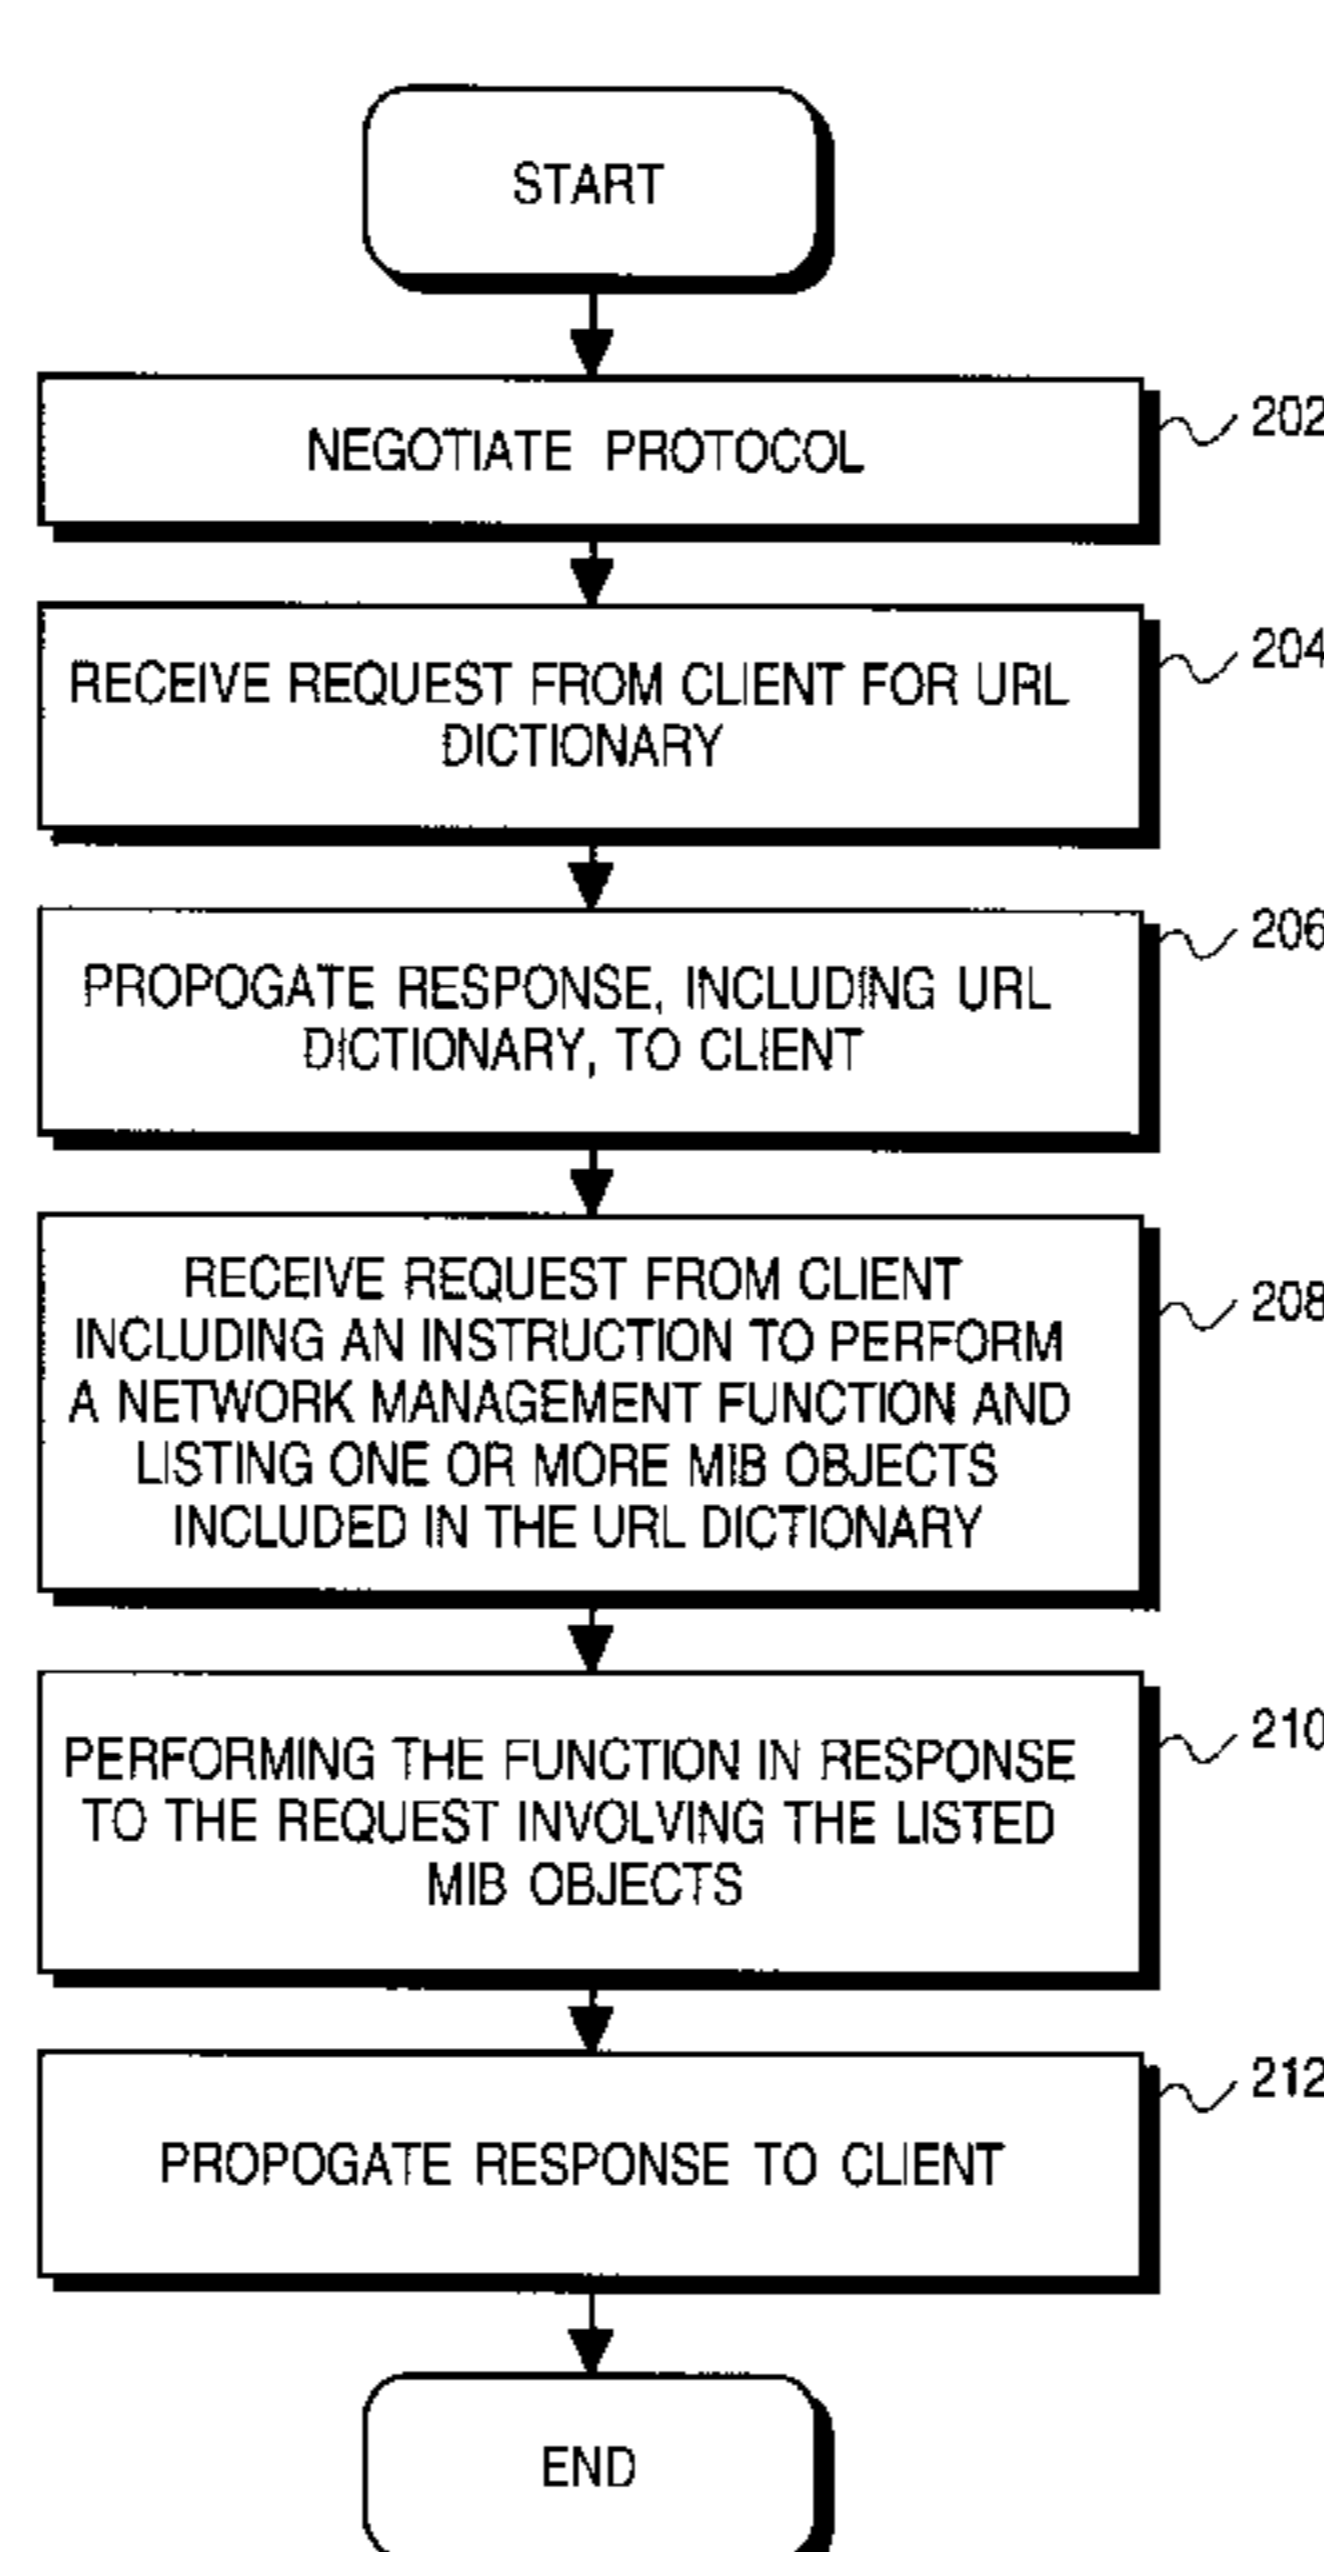 START
NEGOTIATE PROTOCOL
202
RECEIVE REQUEST FROM CLIENT FOR URL
DICTIONARY
204
PROPOGATE RESPONSE, INCLUDING URL
DICTIONARY, TO CLIENT
206
RECEIVE REQUEST FROM CLIENT
INCLUDING AN INSTRUCTION TO PERFORM
A NETWORK MANAGEMENT FUNCTION AND
LISTING ONE OR MORE MIB OBJECTS
INCLUDED IN THE URL DICTIONARY
208
PERFORMING THE FUNCTION IN RESPONSE
TO THE REQUEST INVOLVING THE LISTED
MIB OBJECTS
210
PROPOGATE RESPONSE TO CLIENT
212
END